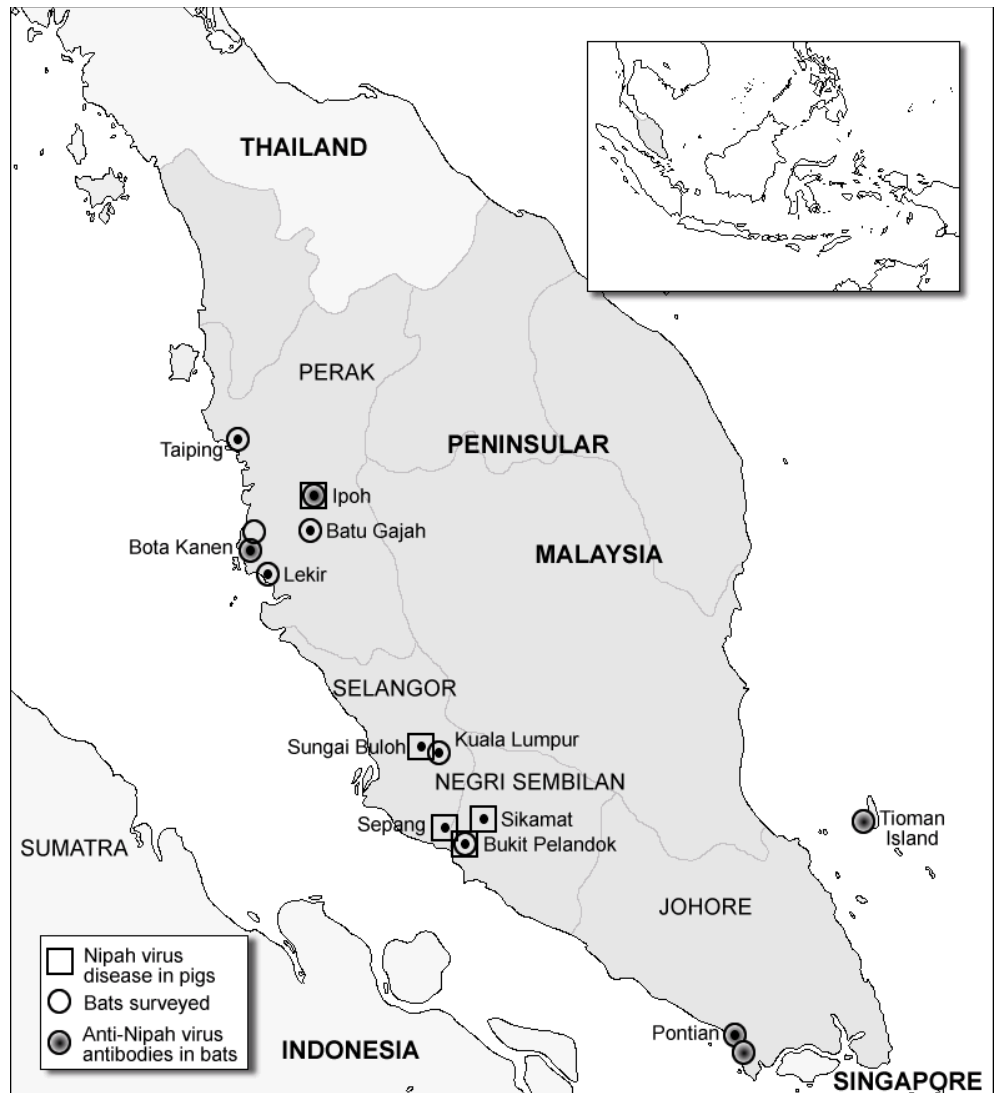 THAILAND
PERAK
PENINSULAR
Taiping
Ipoh
Batu Gajah
Bota Kanen
MALAYSIA
Lekir
SELANGOR
Sungai Buloh
Kuala Lumpur
NEGRI SEMBILAN
Sepang
Sikamat
Bukit Pelandok
Tioman
Island
SUMATRA
JOHORE
Nipah virus
disease in pigs
Bats surveyed
Anti-Nipah virus
antibodies in bats
Pontian
INDONESIA
SINGAPORE